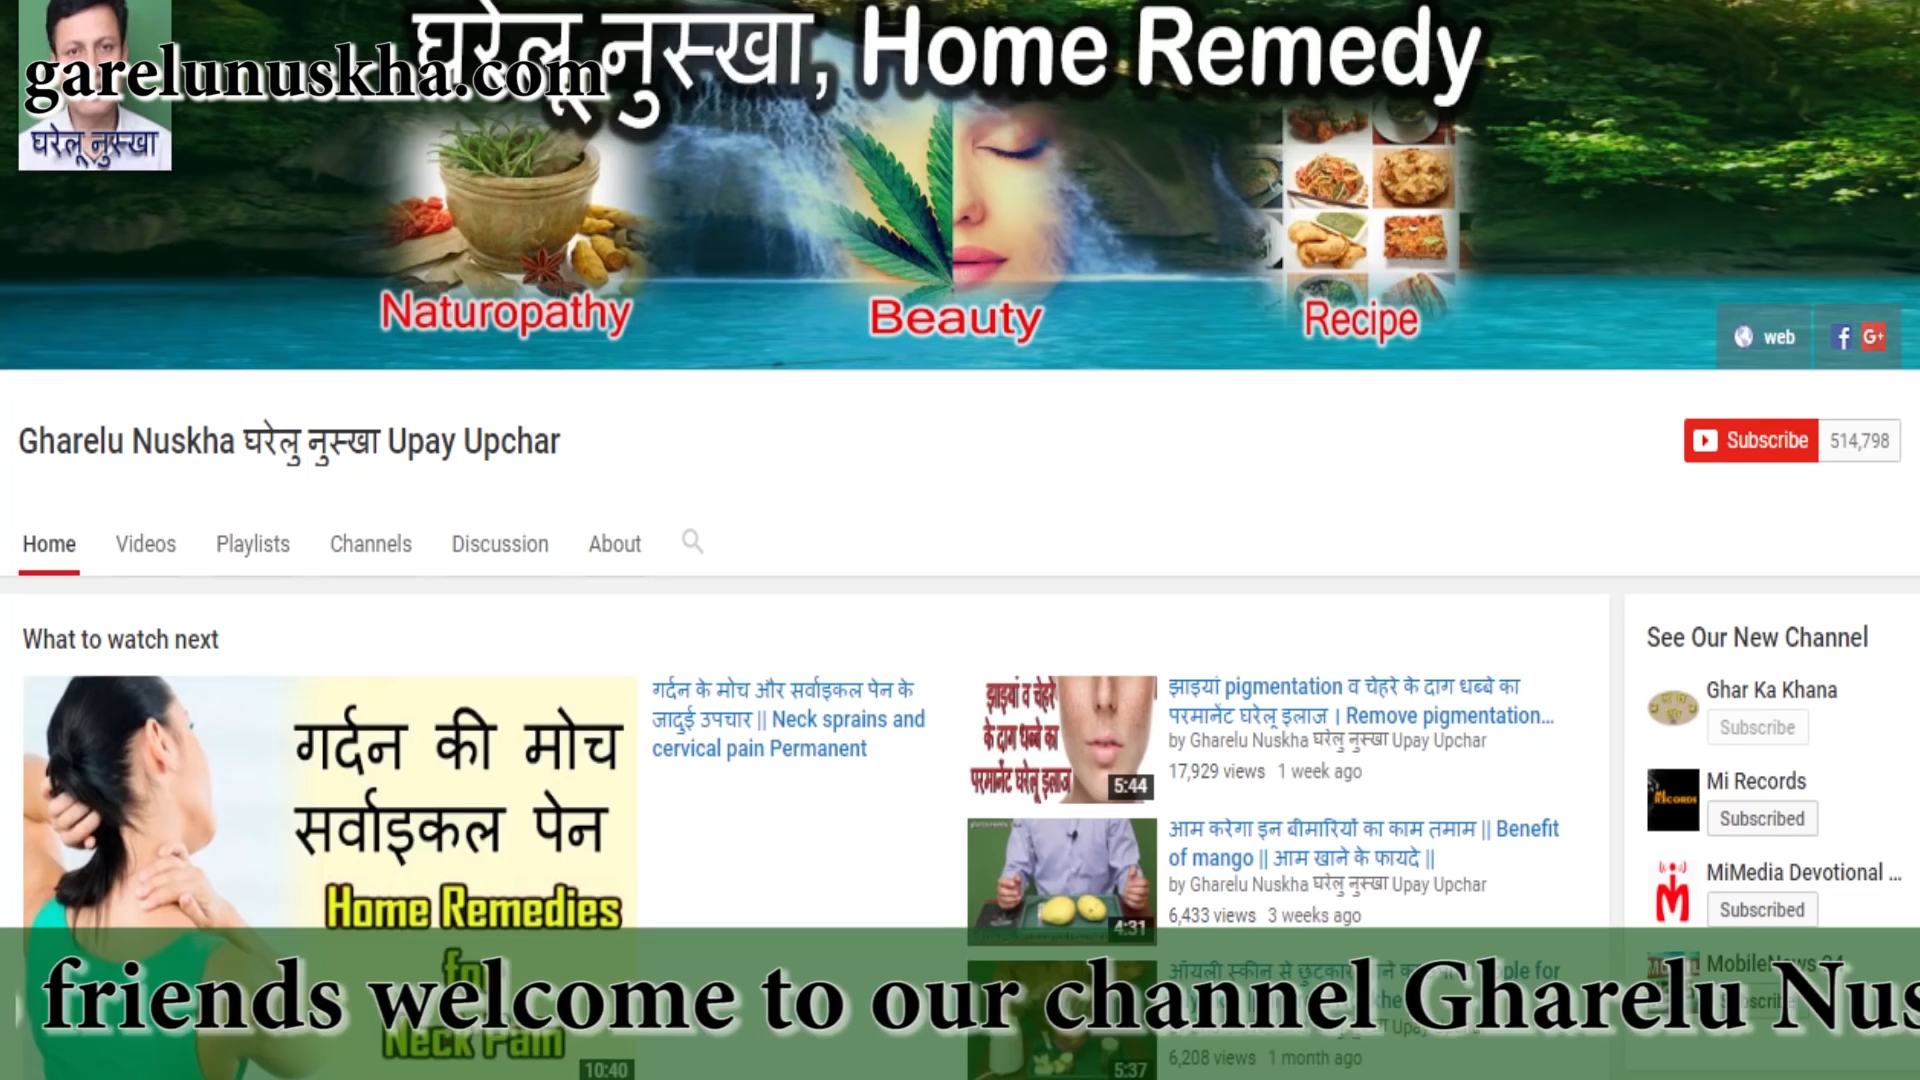 घरेलू नुस्खा, Home Remedy
garelunuskha.com
घरेलू नुस्खा
Naturopathy
Beauty
Recipe
web
Gharelu Nuskha घरेलु नुस्खा Upay Upchar
Subscribe 514,798
Home Videos Playlists Channels Discussion About
What to watch next
गर्दन की मोच
सर्वाइकल पेन
Home Remedies
for
Neck Pain
10:40
गर्दन के मोच और सर्वाइकल पेन के
जादुई उपचार || Neck sprains and
cervical pain Permanent
झाइयां व चेहरे
के दाग धब्बे का
परमानेंट घरेलू इलाज
5:44
झाइयां pigmentation व चेहरे के दाग धब्बे का
परमानेंट घरेलू इलाज । Remove pigmentation...
by Gharelu Nuskha घरेलु नुस्खा Upay Upchar
17,929 views 1 week ago
4:31
आम करेगा इन बीमारियों का काम तमाम || Benefit
of mango || आम खाने के फायदे ||
by Gharelu Nuskha घरेलु नुस्खा Upay Upchar
6,433 views 3 weeks ago
5:37
ऑयली स्कीन से
6,208 views 1 month ago
See Our New Channel
Ghar Ka Khana
Subscribe
Mi Records
Subscribed
MiMedia Devotional ...
Subscribed
friends welcome to our channel Gharelu Nus